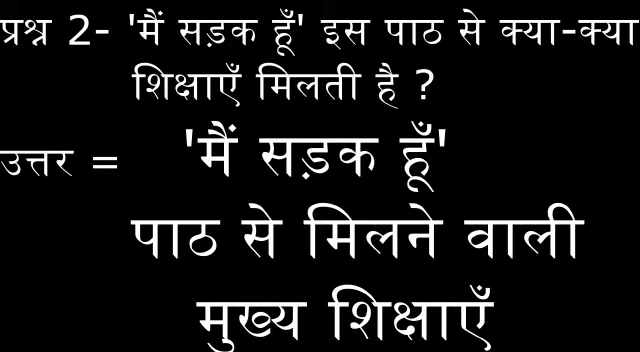 प्रश्न 2- 'मैं सड़क हूँ' इस पाठ से क्या-क्या
शिक्षाएँ मिलती है ?
उत्तर = 'मैं सड़क हूँ'
पाठ से मिलने वाली
मुख्य शिक्षाएँ